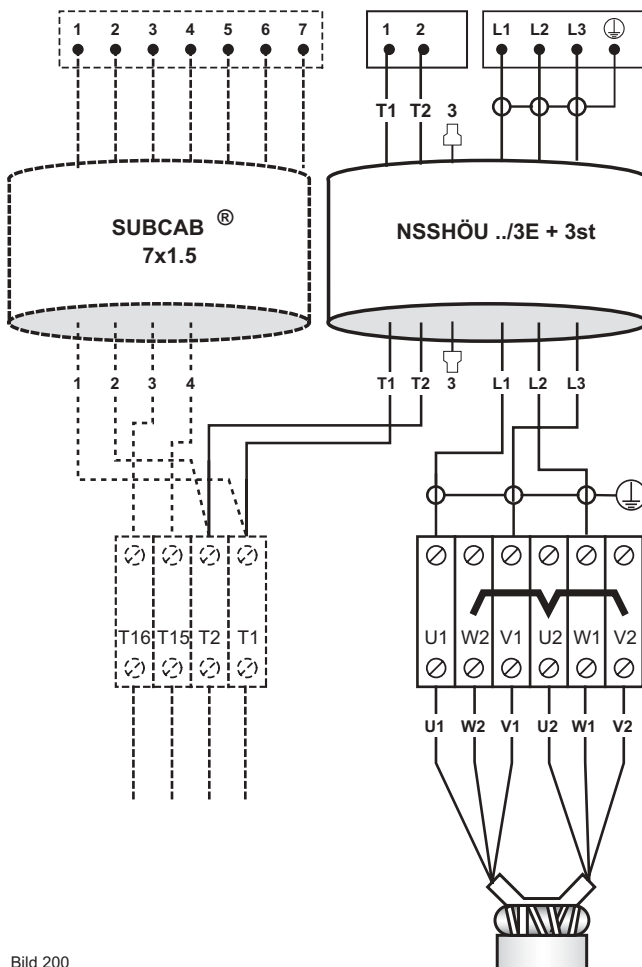 1 2 3 4 5 6 7
1 2
L1 L2 L3
T1 T2 3
SUBCAB ®
7x1.5
NSSHÖU ../3E + 3st
1 2 3 4
T1 T2 3 L1 L2 L3
T16 T15 T2 T1
U1 W2 V1 U2 W1 V2
U1 W2 V1 U2 W1 V2
Bild 200